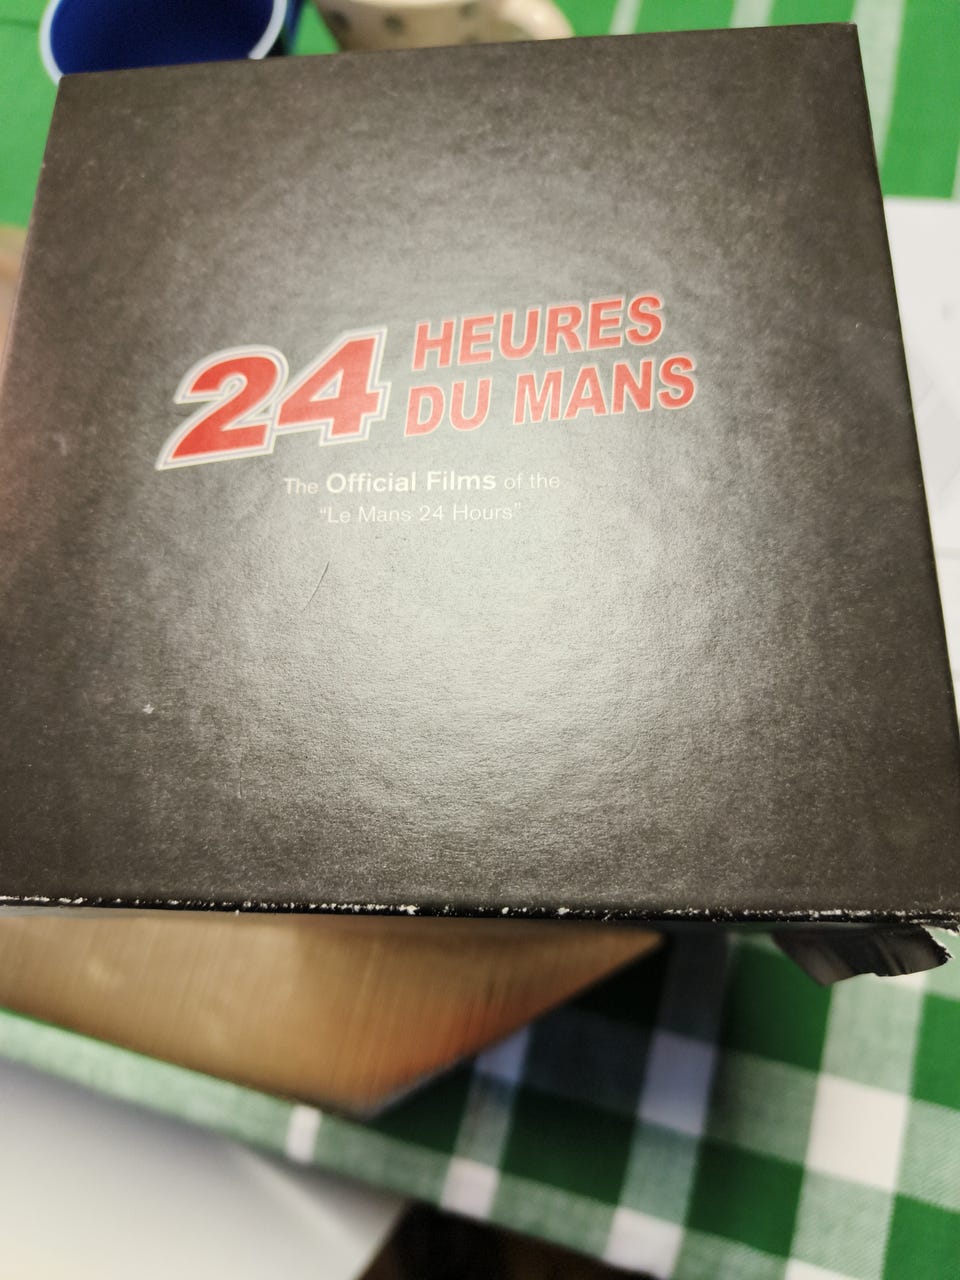 24 HEURES
DU MANS
The Official Films of the
“Le Mans 24 Hours”